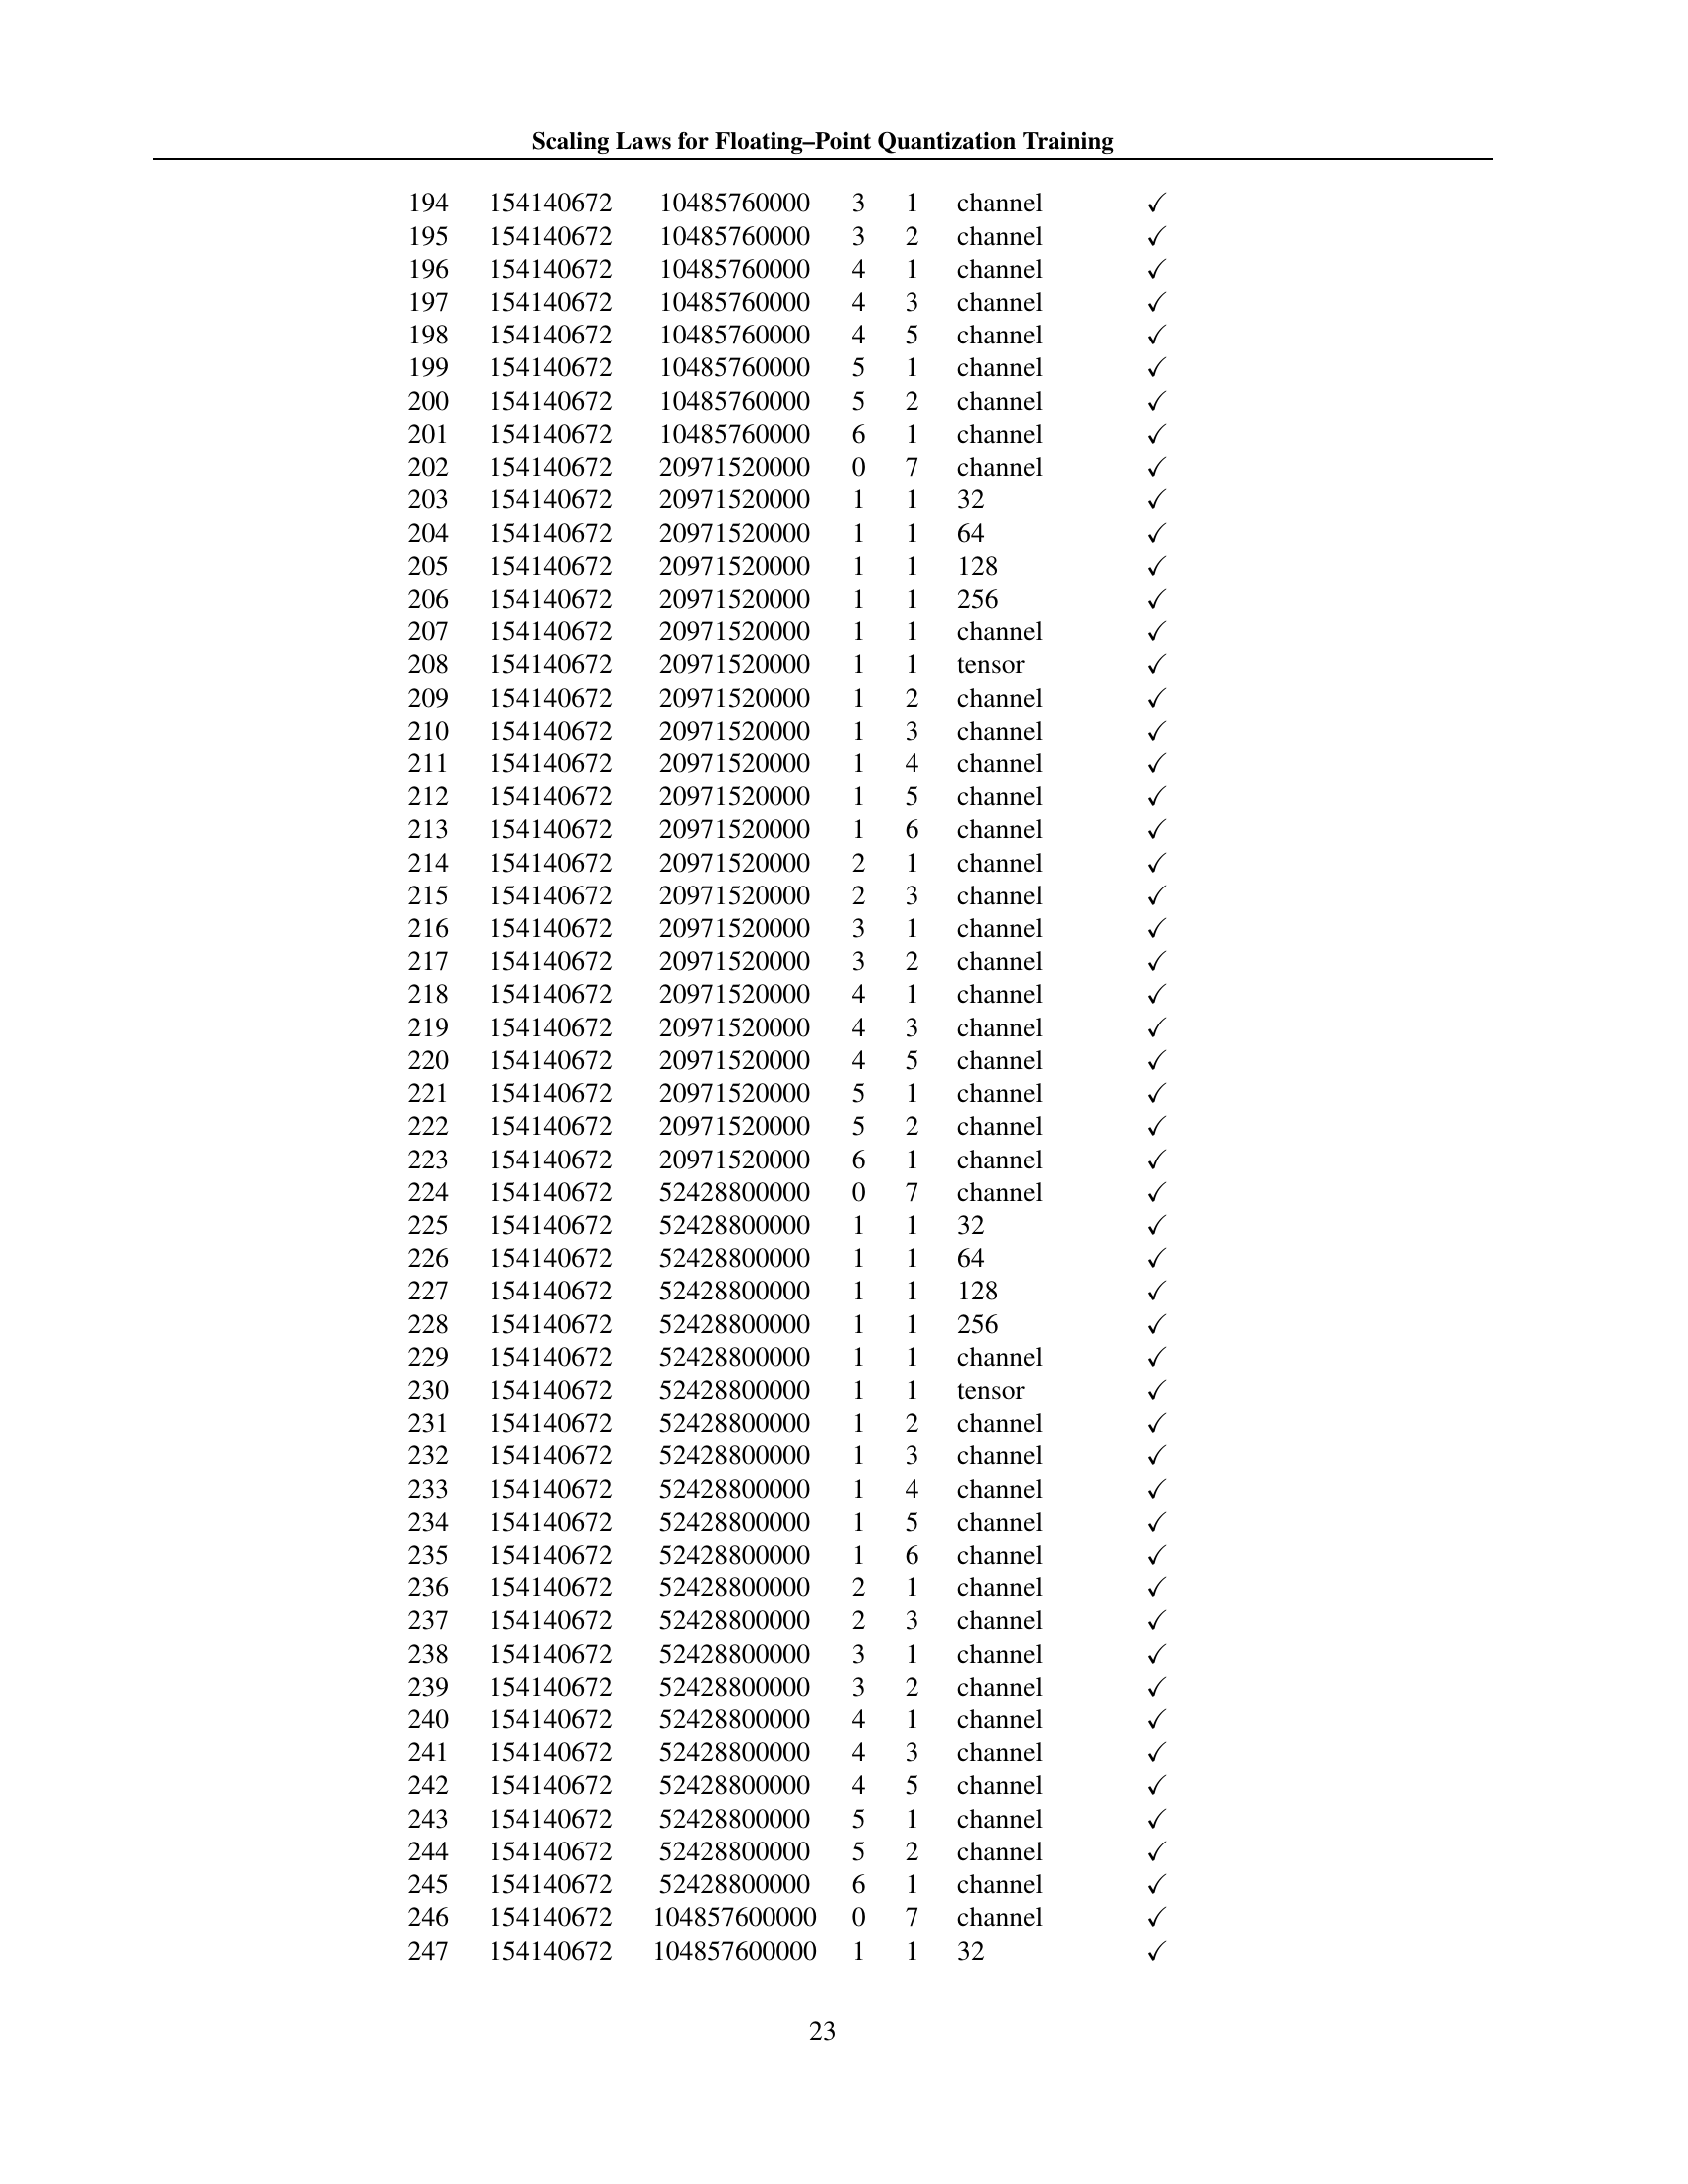 Scaling Laws for Floating–Point Quantization Training
194 154140672 10485760000 3 1 channel ✓
195 154140672 10485760000 3 2 channel ✓
196 154140672 10485760000 4 1 channel ✓
197 154140672 10485760000 4 3 channel ✓
198 154140672 10485760000 4 5 channel ✓
199 154140672 10485760000 5 1 channel ✓
200 154140672 10485760000 5 2 channel ✓
201 154140672 10485760000 6 1 channel ✓
202 154140672 20971520000 0 7 channel ✓
203 154140672 20971520000 1 1 32 ✓
204 154140672 20971520000 1 1 64 ✓
205 154140672 20971520000 1 1 128 ✓
206 154140672 20971520000 1 1 256 ✓
207 154140672 20971520000 1 1 channel ✓
208 154140672 20971520000 1 1 tensor ✓
209 154140672 20971520000 1 2 channel ✓
210 154140672 20971520000 1 3 channel ✓
211 154140672 20971520000 1 4 channel ✓
212 154140672 20971520000 1 5 channel ✓
213 154140672 20971520000 1 6 channel ✓
214 154140672 20971520000 2 1 channel ✓
215 154140672 20971520000 2 3 channel ✓
216 154140672 20971520000 3 1 channel ✓
217 154140672 20971520000 3 2 channel ✓
218 154140672 20971520000 4 1 channel ✓
219 154140672 20971520000 4 3 channel ✓
220 154140672 20971520000 4 5 channel ✓
221 154140672 20971520000 5 1 channel ✓
222 154140672 20971520000 5 2 channel ✓
223 154140672 20971520000 6 1 channel ✓
224 154140672 52428800000 0 7 channel ✓
225 154140672 52428800000 1 1 32 ✓
226 154140672 52428800000 1 1 64 ✓
227 154140672 52428800000 1 1 128 ✓
228 154140672 52428800000 1 1 256 ✓
229 154140672 52428800000 1 1 channel ✓
230 154140672 52428800000 1 1 tensor ✓
231 154140672 52428800000 1 2 channel ✓
232 154140672 52428800000 1 3 channel ✓
233 154140672 52428800000 1 4 channel ✓
234 154140672 52428800000 1 5 channel ✓
235 154140672 52428800000 1 6 channel ✓
236 154140672 52428800000 2 1 channel ✓
237 154140672 52428800000 2 3 channel ✓
238 154140672 52428800000 3 1 channel ✓
239 154140672 52428800000 3 2 channel ✓
240 154140672 52428800000 4 1 channel ✓
241 154140672 52428800000 4 3 channel ✓
242 154140672 52428800000 4 5 channel ✓
243 154140672 52428800000 5 1 channel ✓
244 154140672 52428800000 5 2 channel ✓
245 154140672 52428800000 6 1 channel ✓
246 154140672 104857600000 0 7 channel ✓
247 154140672 104857600000 1 1 32 ✓
23